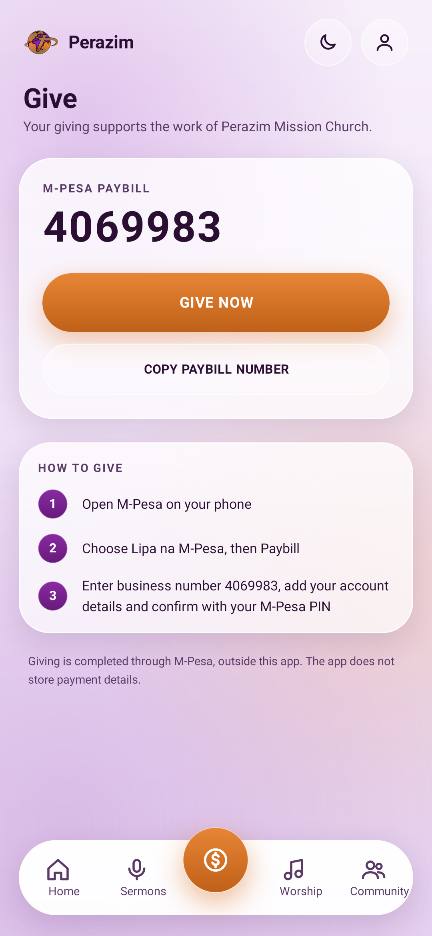 Perazim
Give
Your giving supports the work of Perazim Mission Church.
M-PESA PAYBILL
4069983
GIVE NOW
COPY PAYBILL NUMBER
HOW TO GIVE
1 Open M-Pesa on your phone
2 Choose Lipa na M-Pesa, then Paybill
3 Enter business number 4069983, add your account
details and confirm with your M-Pesa PIN
Giving is completed through M-Pesa, outside this app. The app does not
store payment details.
Home Sermons $ Worship Community